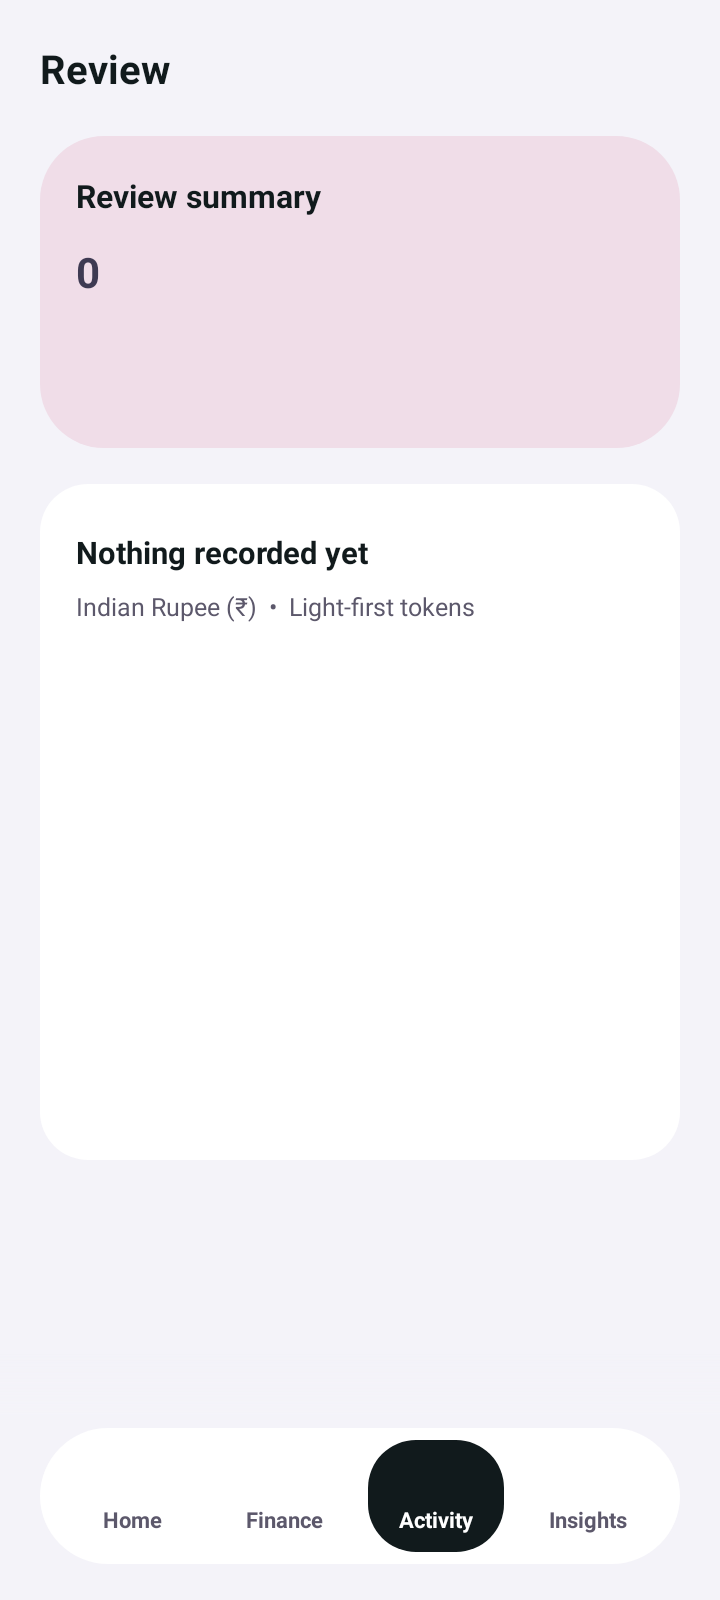 Review
Review summary
0
Nothing recorded yet
Indian Rupee (₹) • Light-first tokens
Home Finance Activity Insights